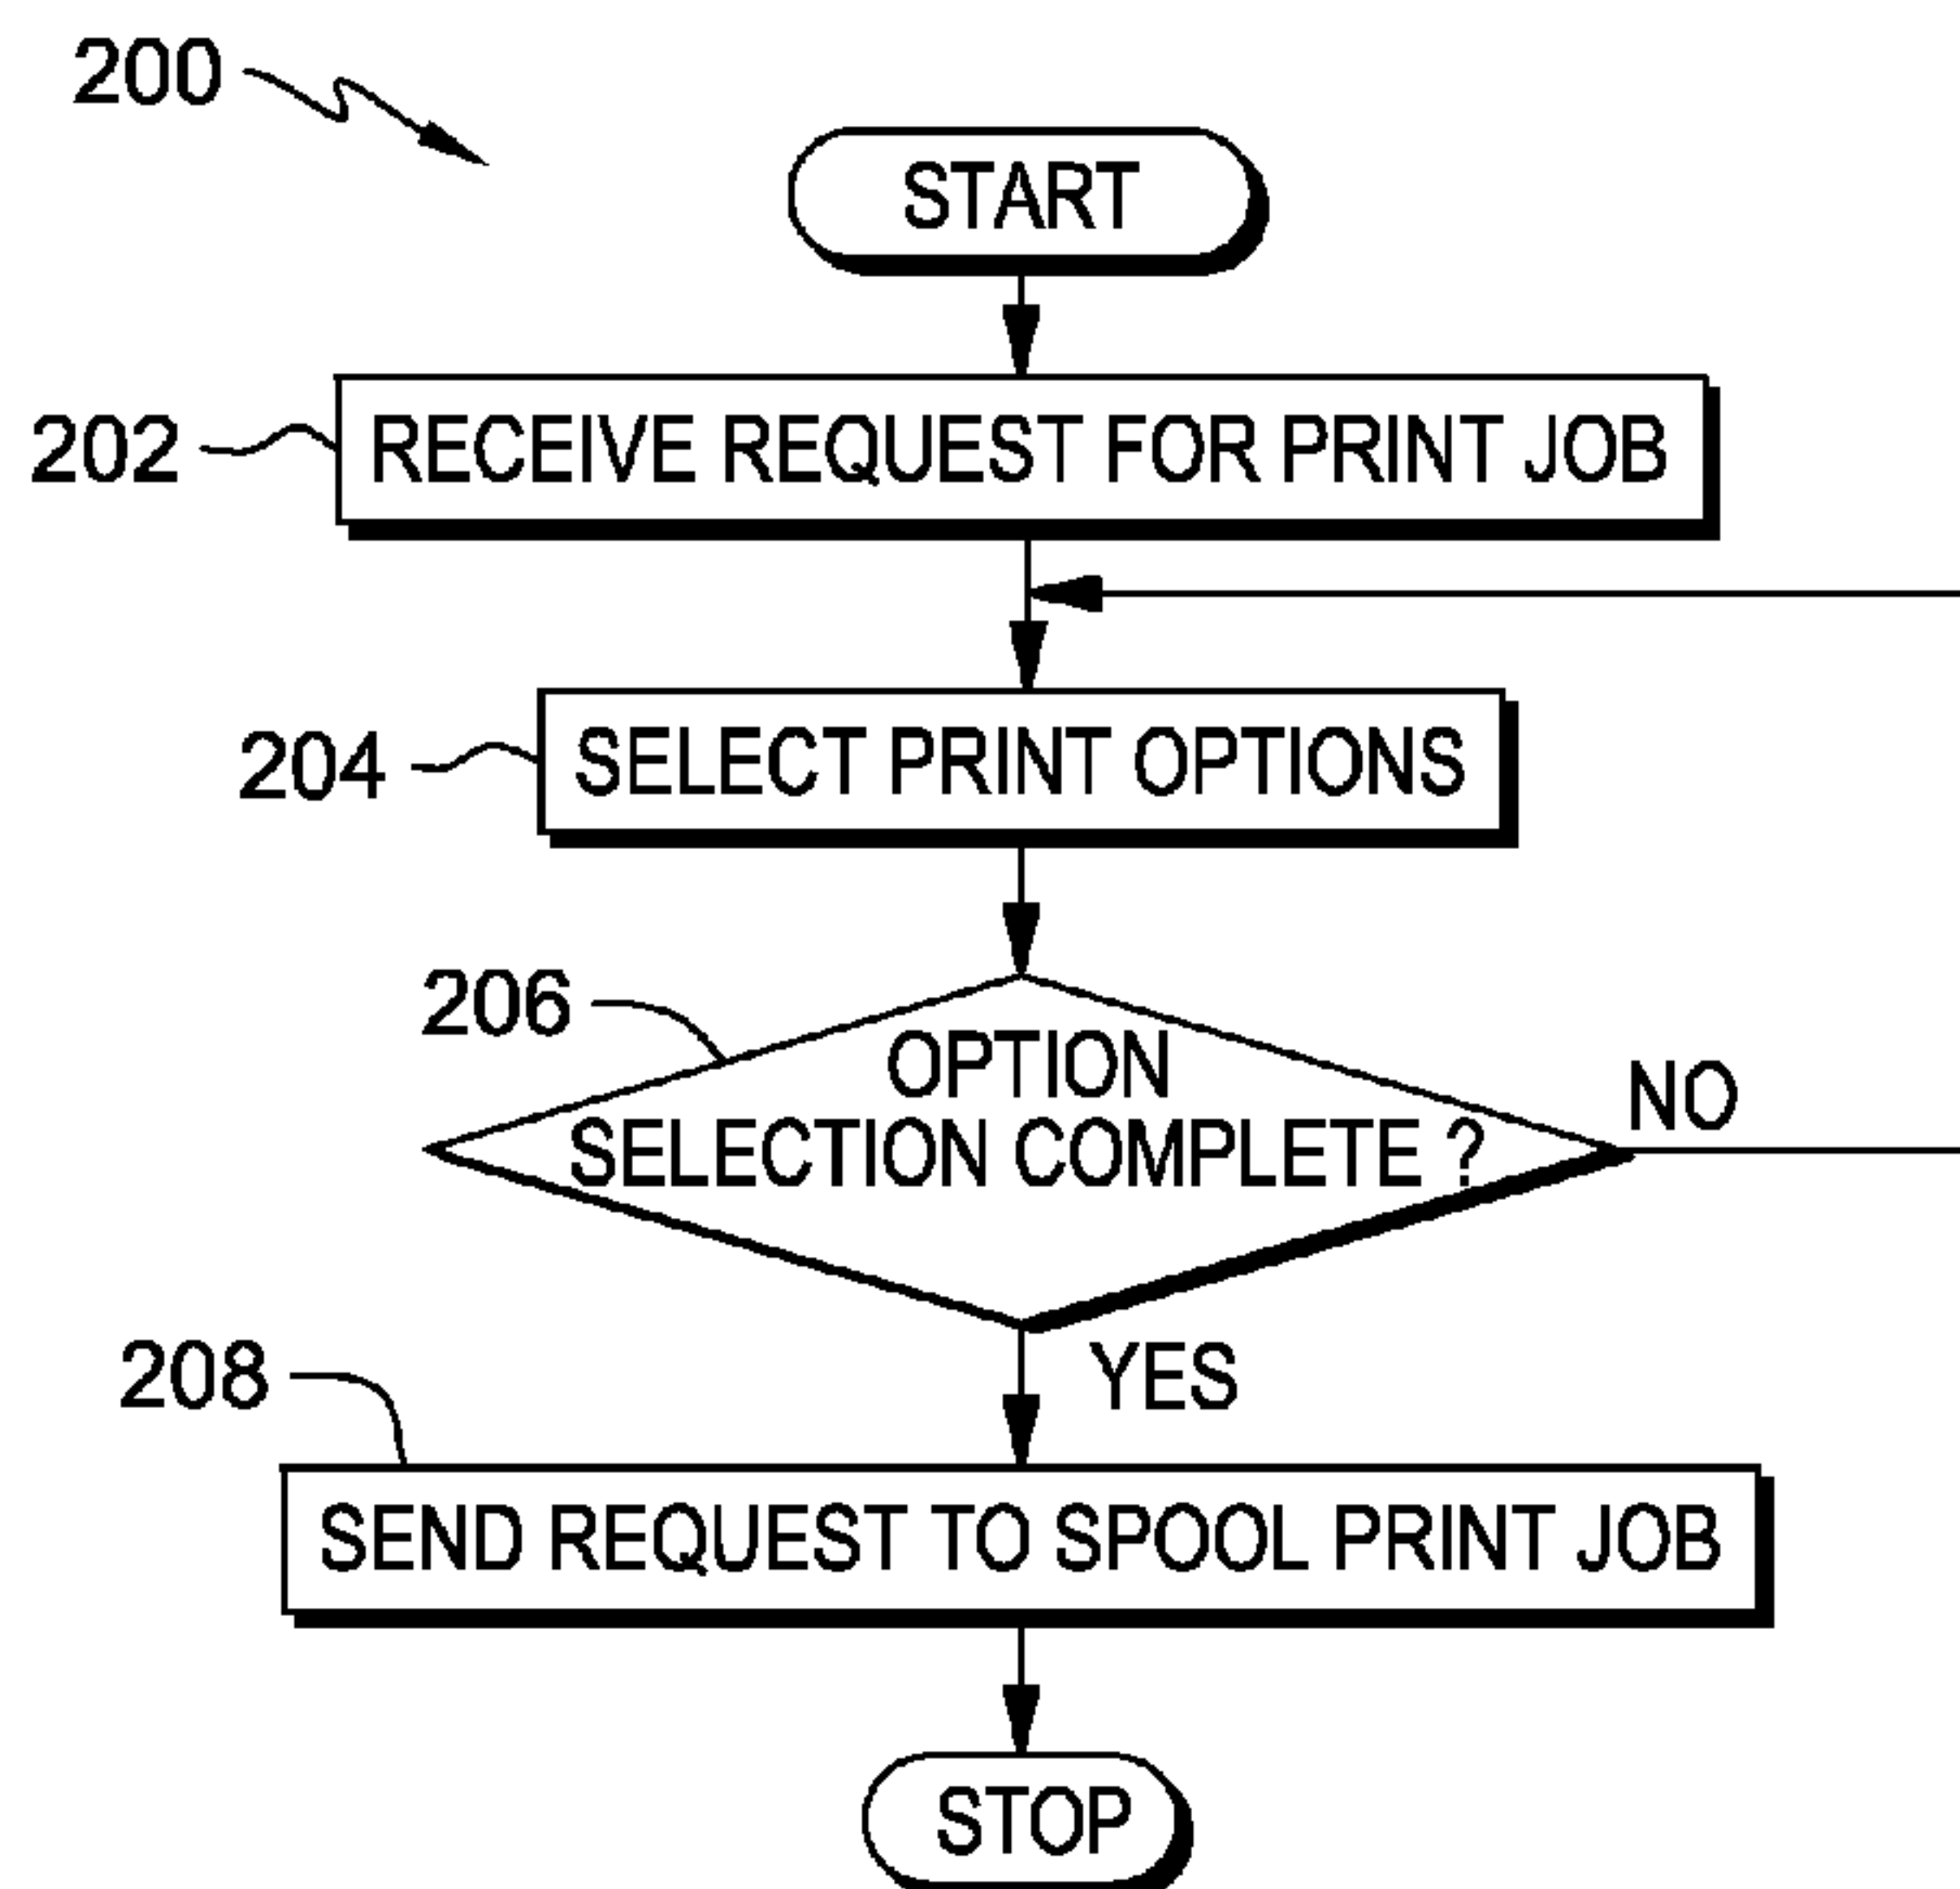 200
START
202
RECEIVE REQUEST FOR PRINT JOB
204
SELECT PRINT OPTIONS
206
OPTION
SELECTION COMPLETE ?
NO
YES
208
SEND REQUEST TO SPOOL PRINT JOB
STOP